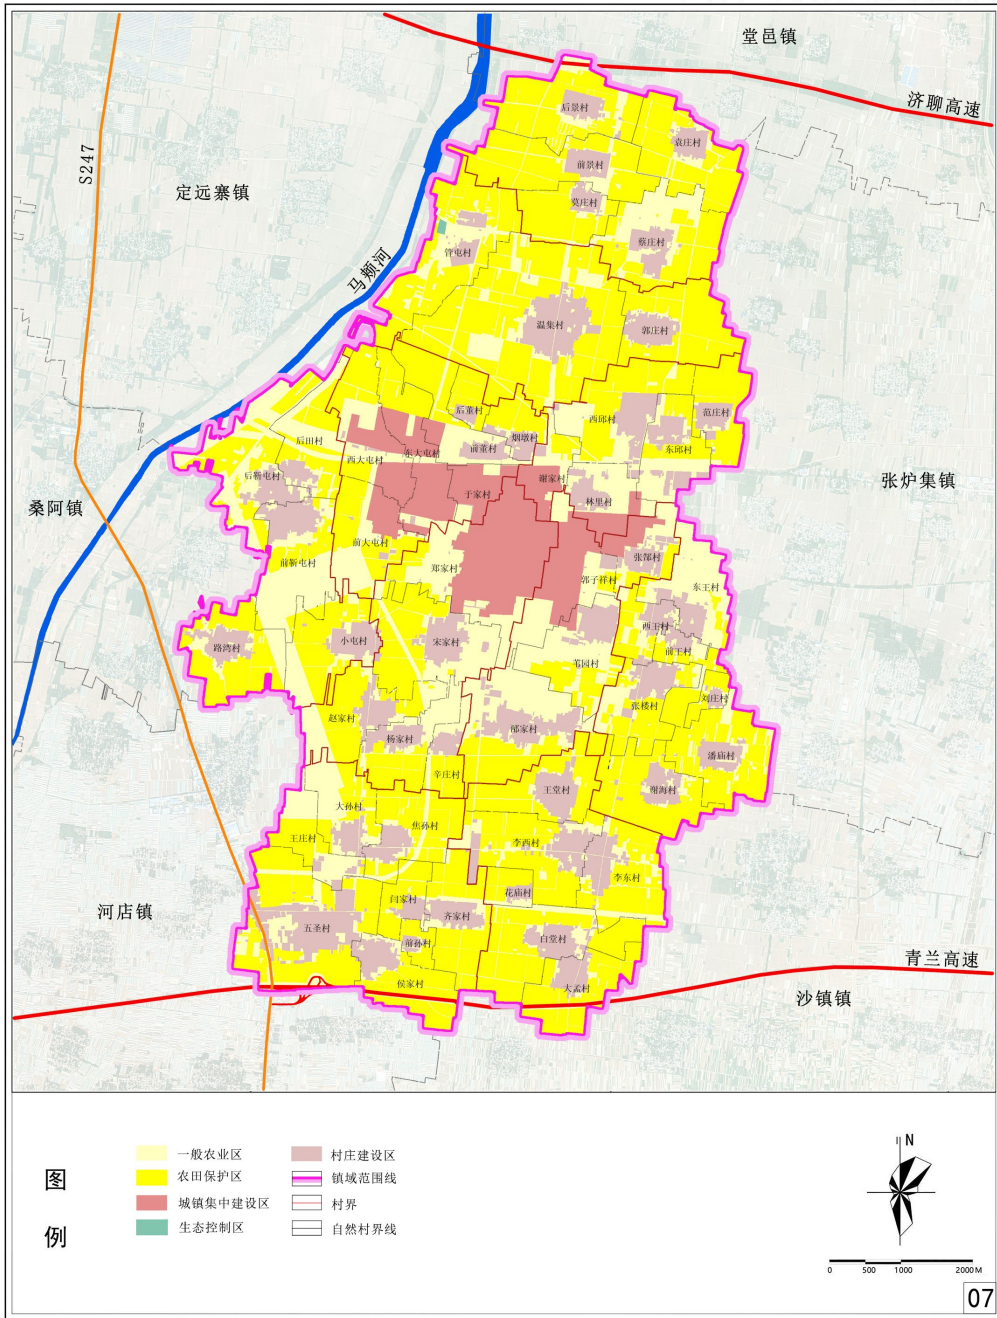 堂邑镇
济聊高速
S247
定远寨镇
马颊河
后景村
袁庄村
前景村
莫庄村
蔡庄村
管屯村
温集村
郭庄村
后董村
西邱村
范庄村
烟墩村
前董村
东邱村
后田村
东大屯村
西大屯村
后靳屯村
谢家村
于家村
林里村
张炉集镇
桑阿镇
前大屯村
前靳屯村
郑家村
张郜村
郭子祥村
东王村
西王村
前王村
路湾村
小屯村
宋家村
苇园村
刘庄村
张楼村
赵家村
杨家村
郁家村
潘庙村
辛庄村
王堂村
谢海村
大孙村
焦孙村
王庄村
李西村
李东村
闫家村
花庙村
河店镇
齐家村
五圣村
前孙村
白堂村
青兰高速
侯家村
大孟村
沙镇镇
图
例
一般农业区
农田保护区
城镇集中建设区
生态控制区
村庄建设区
镇域范围线
村界
自然村界线
N
0 500 1000 2000M
07